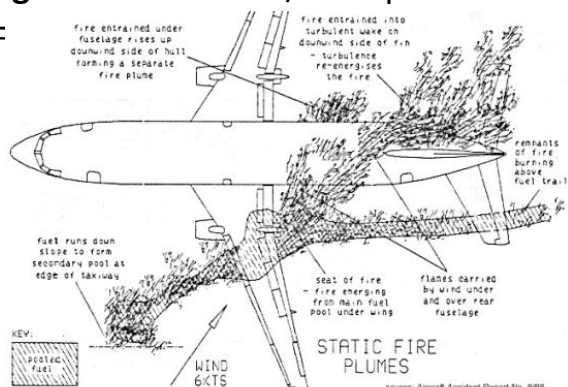 fire entrained under
fuselage rises up
downwind side of hull
forming a separate
fire plume
fire entrained into
turbulent wake on
downwind side of fin
- turbulence
re-energises
the fire
remnants
of fire
burning
above
fuel trail
fuel runs down
slope to form
secondary pool at
edge of taxiway
seat of fire
- fire emerging
from main fuel
pool under wing
flames carried
by wind under
and over rear
fuselage
KEY:
pooled
fuel
WIND
6KTS
STATIC FIRE
PLUMES
source: Aircraft Accident Report No. 8/88